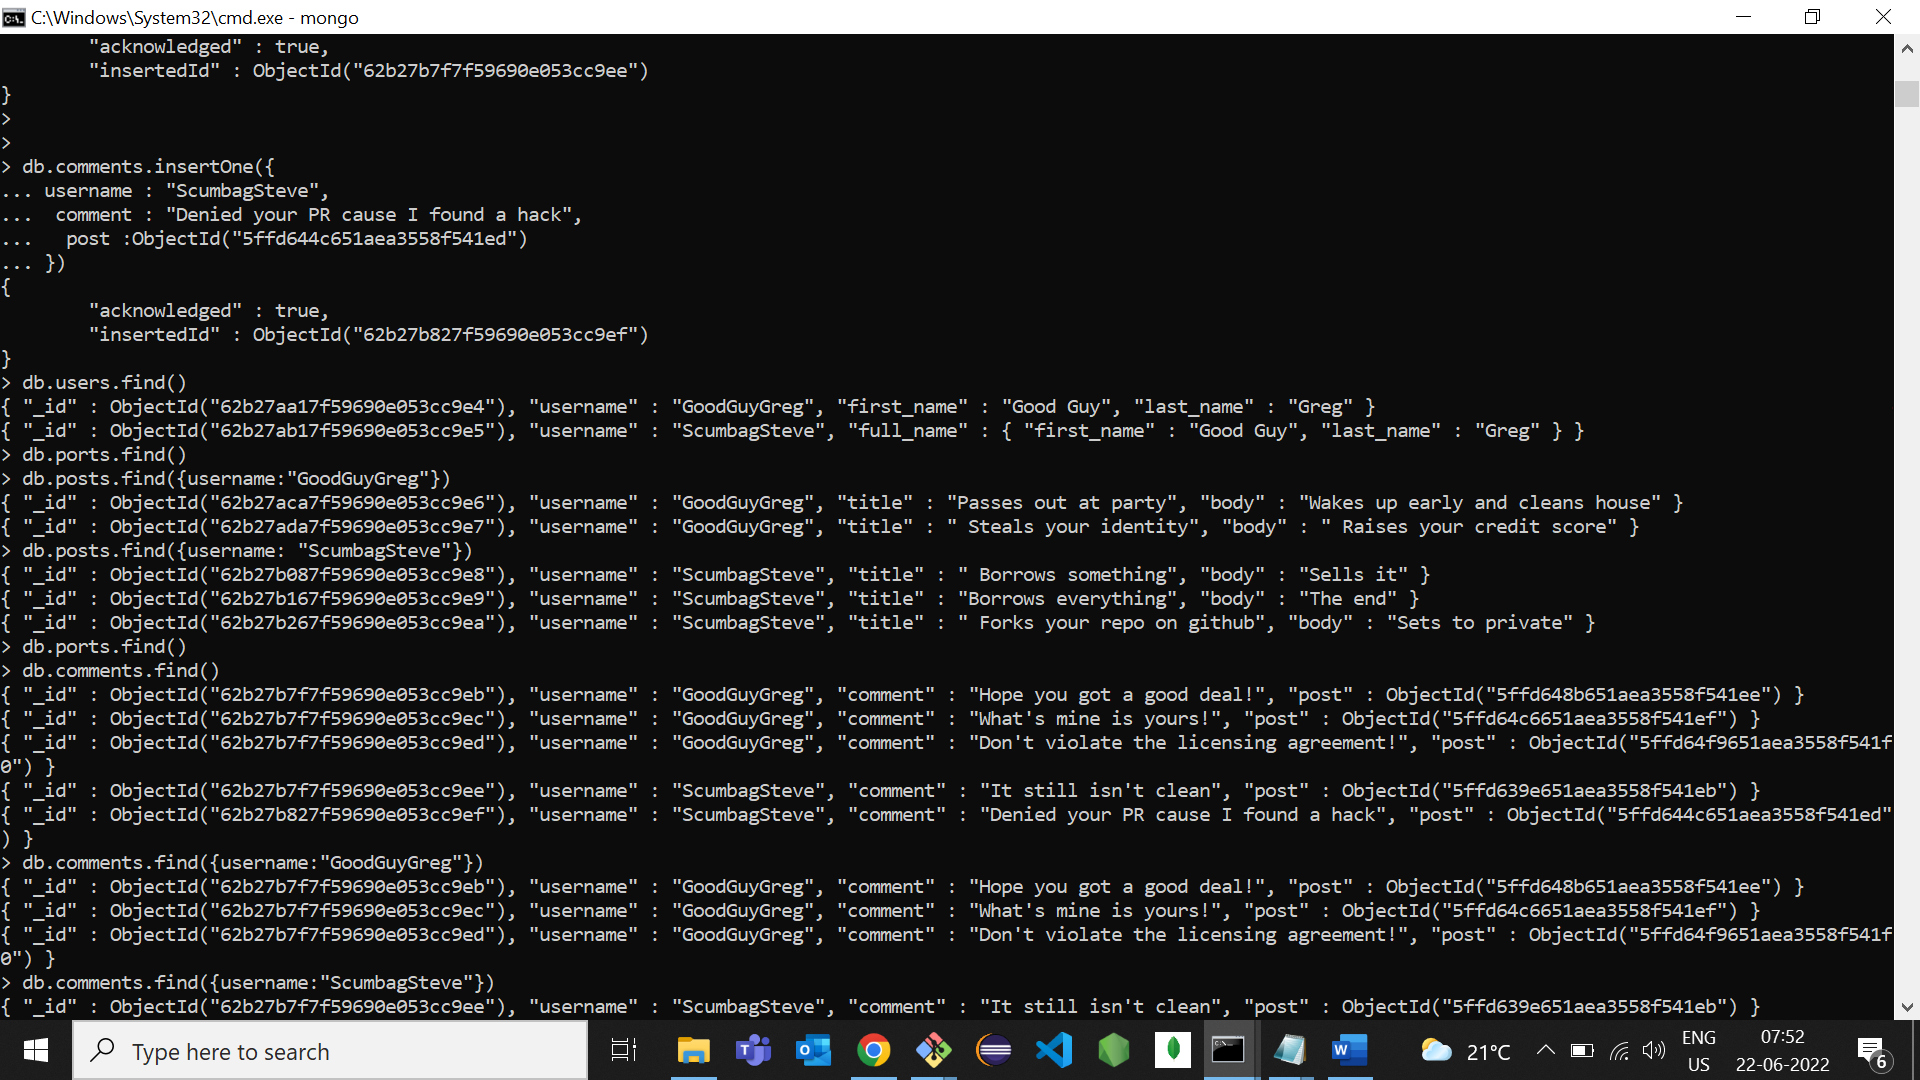 C:\Windows\System32\cmd.exe - mongo
"acknowledged" : true,
"insertedId" : ObjectId("62b27b7f7f59690e053cc9ee")
}
>
>
> db.comments.insertOne({
... username : "ScumbagSteve",
...  comment : "Denied your PR cause I found a hack",
...   post :ObjectId("5ffd644c651aea3558f541ed")
... })
{
"acknowledged" : true,
"insertedId" : ObjectId("62b27b827f59690e053cc9ef")
}
> db.users.find()
{ "_id" : ObjectId("62b27aa17f59690e053cc9e4"), "username" : "GoodGuyGreg", "first_name" : "Good Guy", "last_name" : "Greg" }
{ "_id" : ObjectId("62b27ab17f59690e053cc9e5"), "username" : "ScumbagSteve", "full_name" : { "first_name" : "Good Guy", "last_name" : "Greg" } }
> db.ports.find()
> db.posts.find({username:"GoodGuyGreg"})
{ "_id" : ObjectId("62b27aca7f59690e053cc9e6"), "username" : "GoodGuyGreg", "title" : "Passes out at party", "body" : "Wakes up early and cleans house" }
{ "_id" : ObjectId("62b27ada7f59690e053cc9e7"), "username" : "GoodGuyGreg", "title" : " Steals your identity", "body" : " Raises your credit score" }
> db.posts.find({username: "ScumbagSteve"})
{ "_id" : ObjectId("62b27b087f59690e053cc9e8"), "username" : "ScumbagSteve", "title" : " Borrows something", "body" : "Sells it" }
{ "_id" : ObjectId("62b27b167f59690e053cc9e9"), "username" : "ScumbagSteve", "title" : "Borrows everything", "body" : "The end" }
{ "_id" : ObjectId("62b27b267f59690e053cc9ea"), "username" : "ScumbagSteve", "title" : " Forks your repo on github", "body" : "Sets to private" }
> db.ports.find()
> db.comments.find()
{ "_id" : ObjectId("62b27b7f7f59690e053cc9eb"), "username" : "GoodGuyGreg", "comment" : "Hope you got a good deal!", "post" : ObjectId("5ffd648b651aea3558f541ee") }
{ "_id" : ObjectId("62b27b7f7f59690e053cc9ec"), "username" : "GoodGuyGreg", "comment" : "What's mine is yours!", "post" : ObjectId("5ffd64c6651aea3558f541ef") }
{ "_id" : ObjectId("62b27b7f7f59690e053cc9ed"), "username" : "GoodGuyGreg", "comment" : "Don't violate the licensing agreement!", "post" : ObjectId("5ffd64f9651aea3558f541f
0") }
{ "_id" : ObjectId("62b27b7f7f59690e053cc9ee"), "username" : "ScumbagSteve", "comment" : "It still isn't clean", "post" : ObjectId("5ffd639e651aea3558f541eb") }
{ "_id" : ObjectId("62b27b827f59690e053cc9ef"), "username" : "ScumbagSteve", "comment" : "Denied your PR cause I found a hack", "post" : ObjectId("5ffd644c651aea3558f541ed"
) }
> db.comments.find({username:"GoodGuyGreg"})
{ "_id" : ObjectId("62b27b7f7f59690e053cc9eb"), "username" : "GoodGuyGreg", "comment" : "Hope you got a good deal!", "post" : ObjectId("5ffd648b651aea3558f541ee") }
{ "_id" : ObjectId("62b27b7f7f59690e053cc9ec"), "username" : "GoodGuyGreg", "comment" : "What's mine is yours!", "post" : ObjectId("5ffd64c6651aea3558f541ef") }
{ "_id" : ObjectId("62b27b7f7f59690e053cc9ed"), "username" : "GoodGuyGreg", "comment" : "Don't violate the licensing agreement!", "post" : ObjectId("5ffd64f9651aea3558f541f
0") }
> db.comments.find({username:"ScumbagSteve"})
{ "_id" : ObjectId("62b27b7f7f59690e053cc9ee"), "username" : "ScumbagSteve", "comment" : "It still isn't clean", "post" : ObjectId("5ffd639e651aea3558f541eb") }
Type here to search
21°C
ENG
US
07:52
22-06-2022
6